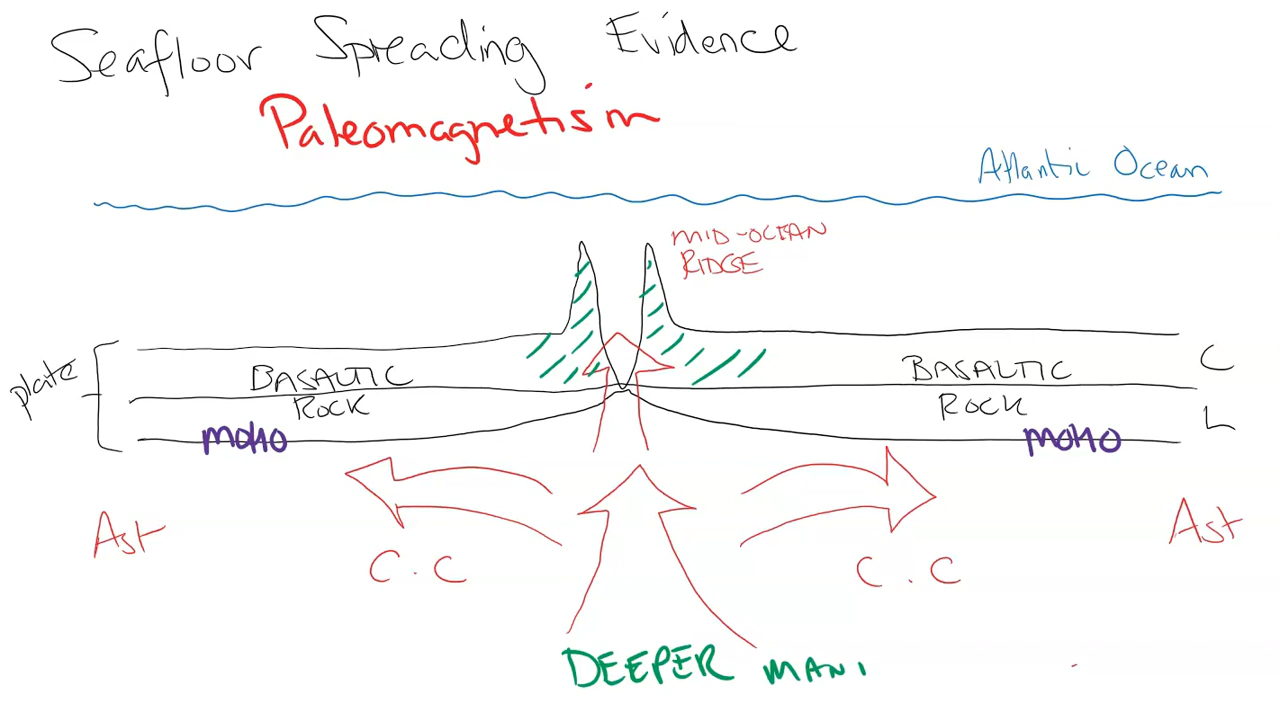 Seafloor Spreading Evidence
Paleomagnetism
Atlantic Ocean
MID-OCEAN
RIDGE
plate
BASALTIC
ROCK
MOHO
BASALTIC
ROCK
MOHO
C
L
Ast
Ast
C.C
C.C
DEEPER MAN